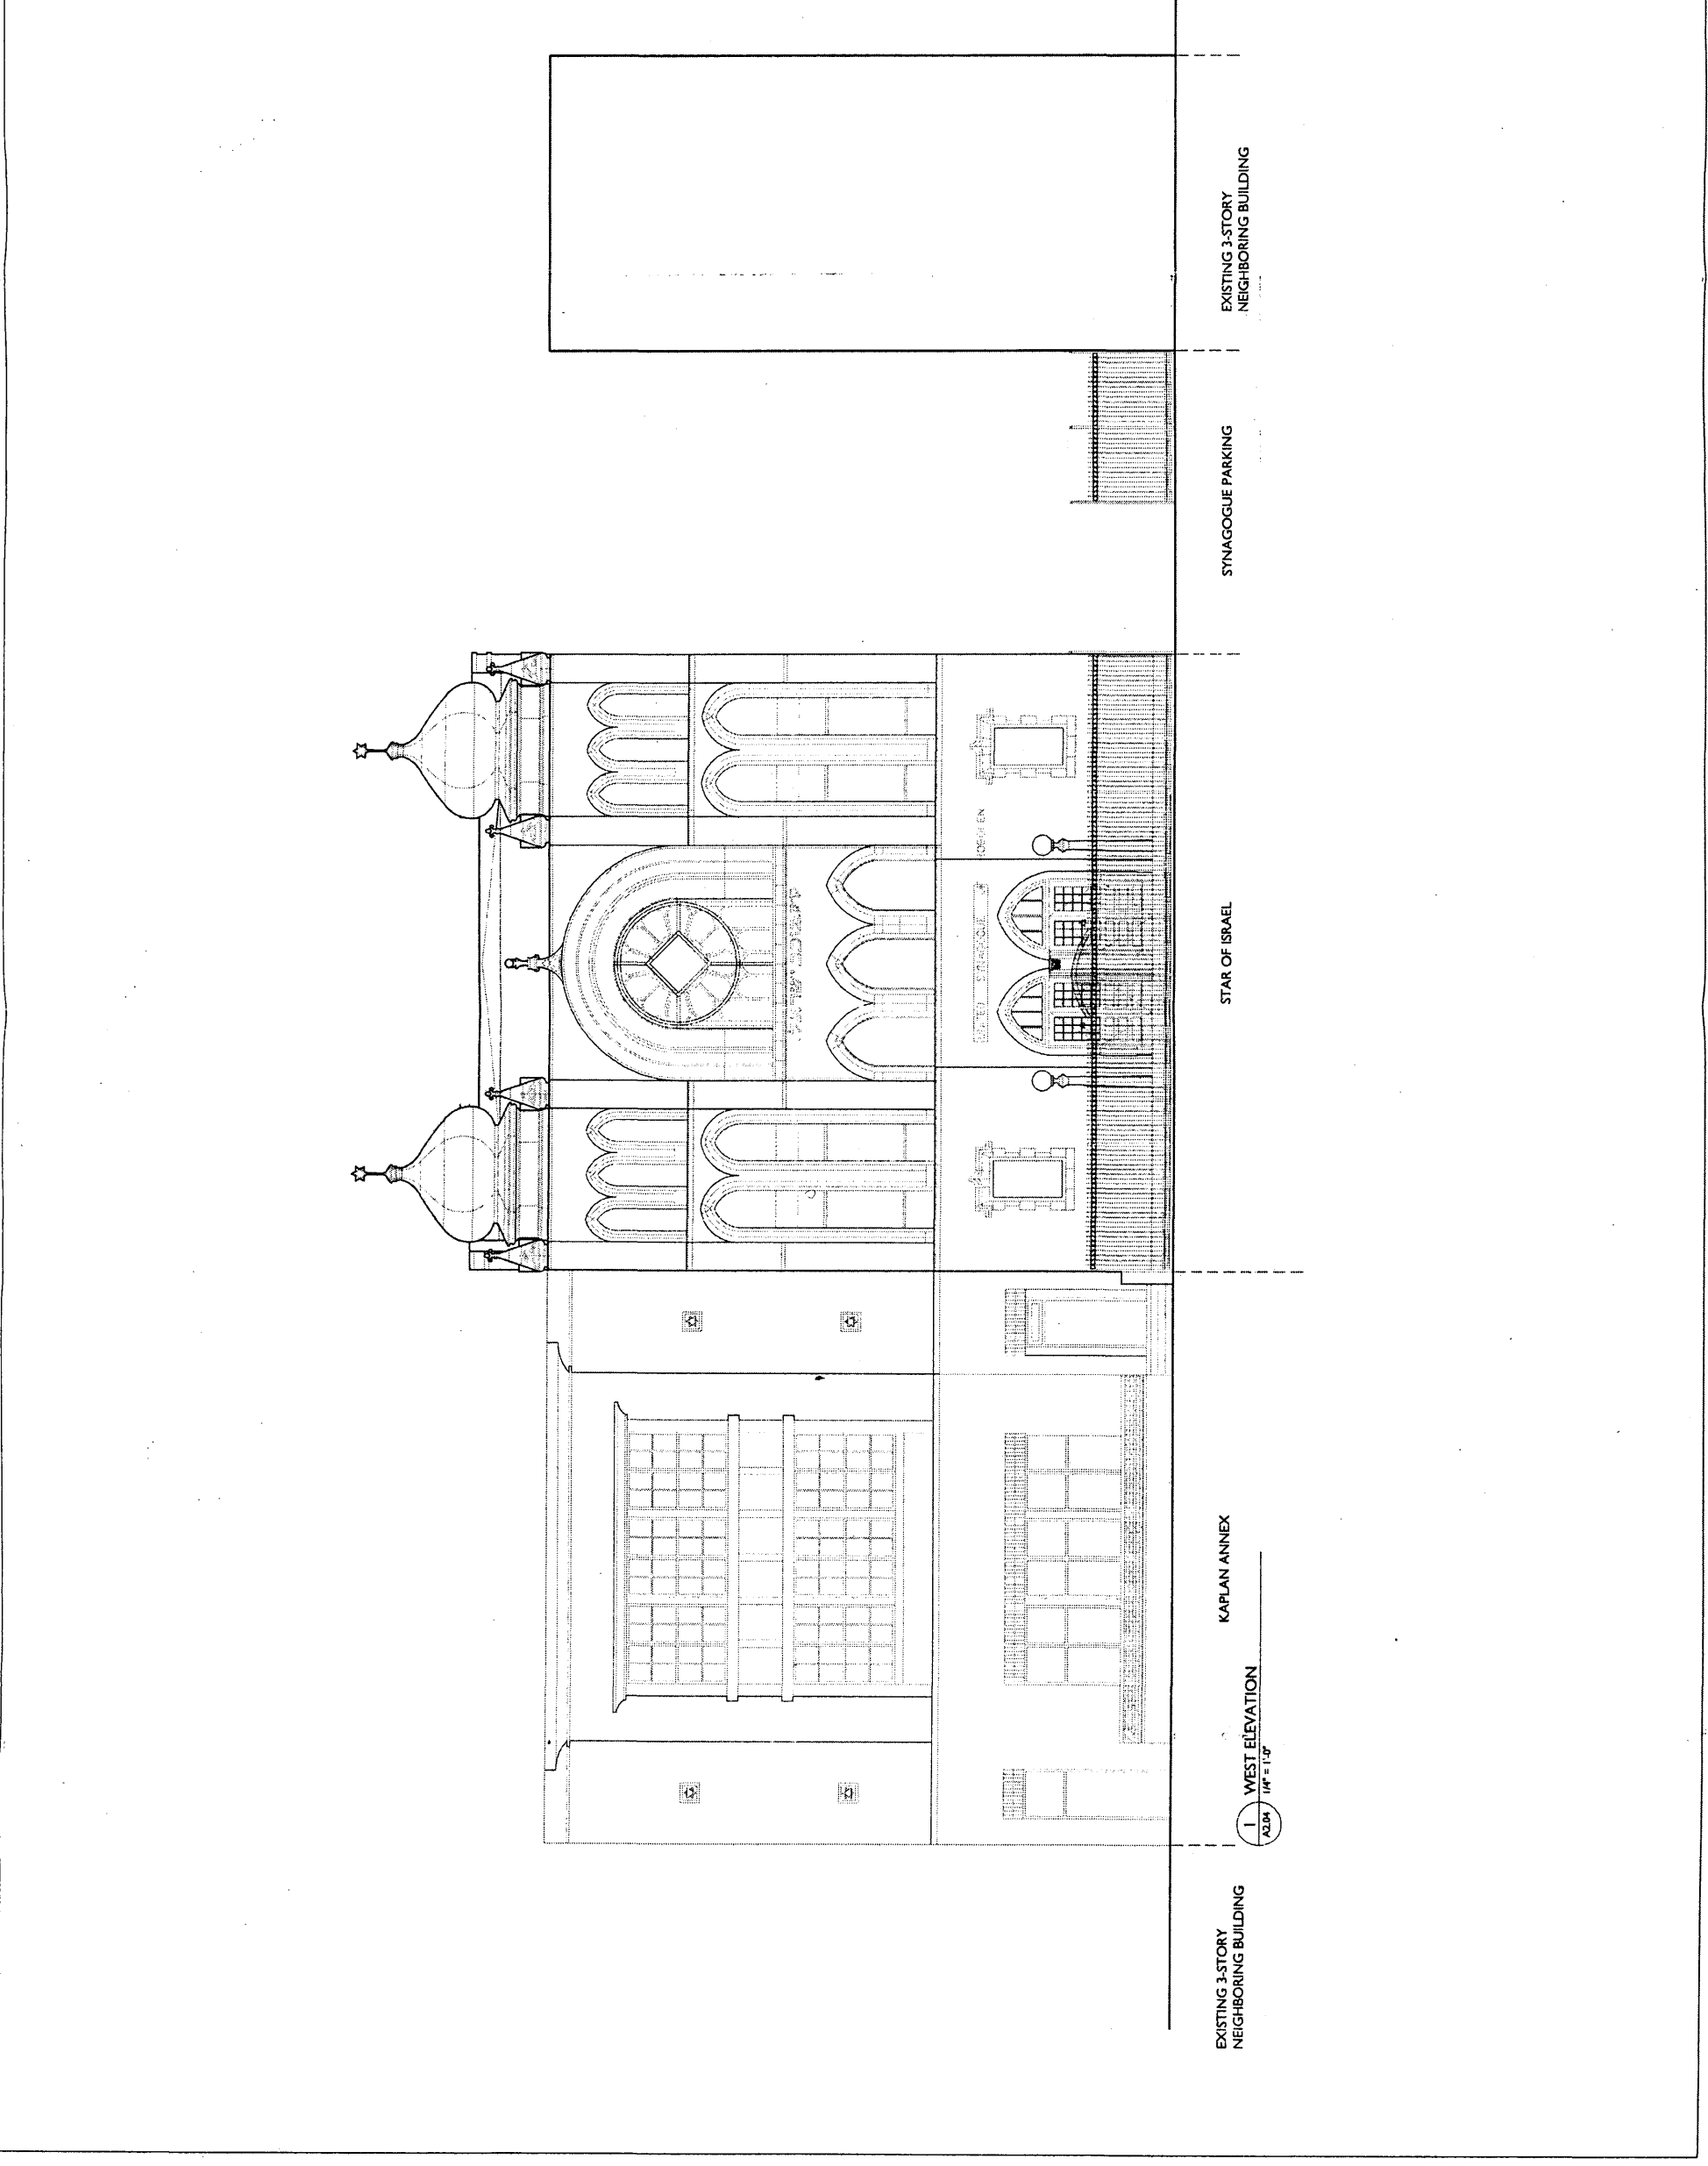 EXISTING 3-STORY
NEIGHBORING BUILDING
KAPLAN ANNEX
STAR OF ISRAEL
SYNAGOGUE PARKING
EXISTING 3-STORY
NEIGHBORING BUILDING
1
WEST ELEVATION
A2.04
1/4" = 1'-0"
SYNAGOGUE